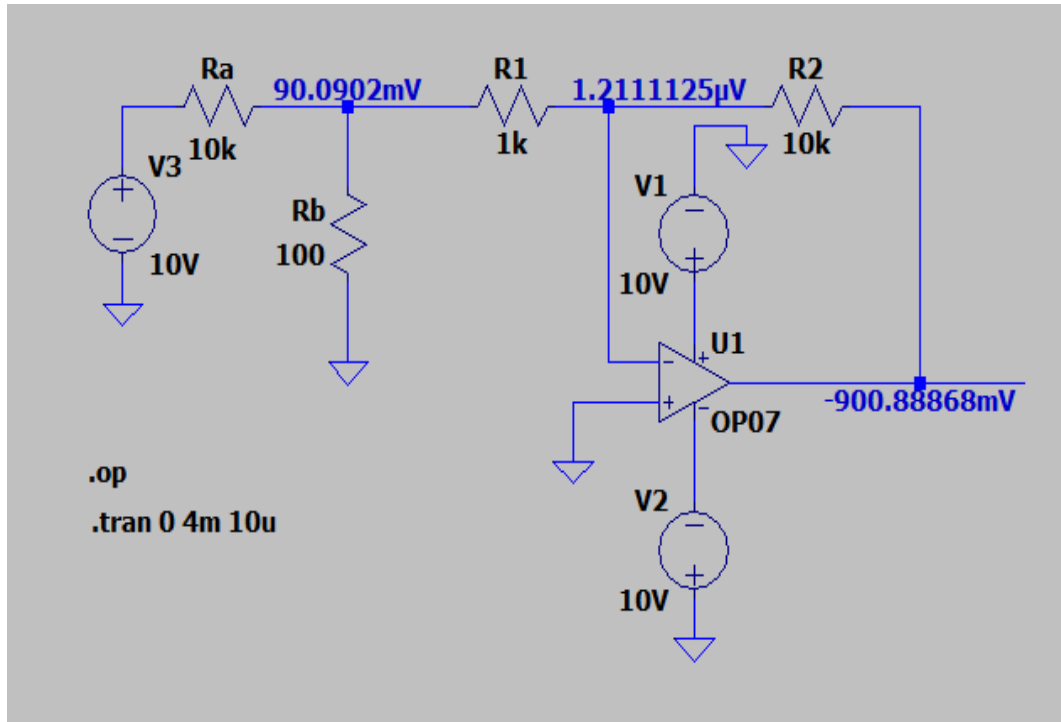 Ra
90.0902mV
R1
1.2111125µV
R2
10k
1k
10k
V3
V1
Rb
100
10V
10V
+
−
−
+
U1
+
−
+
−
OP07
-900.88868mV
.op
.tran 0 4m 10u
V2
−
+
10V